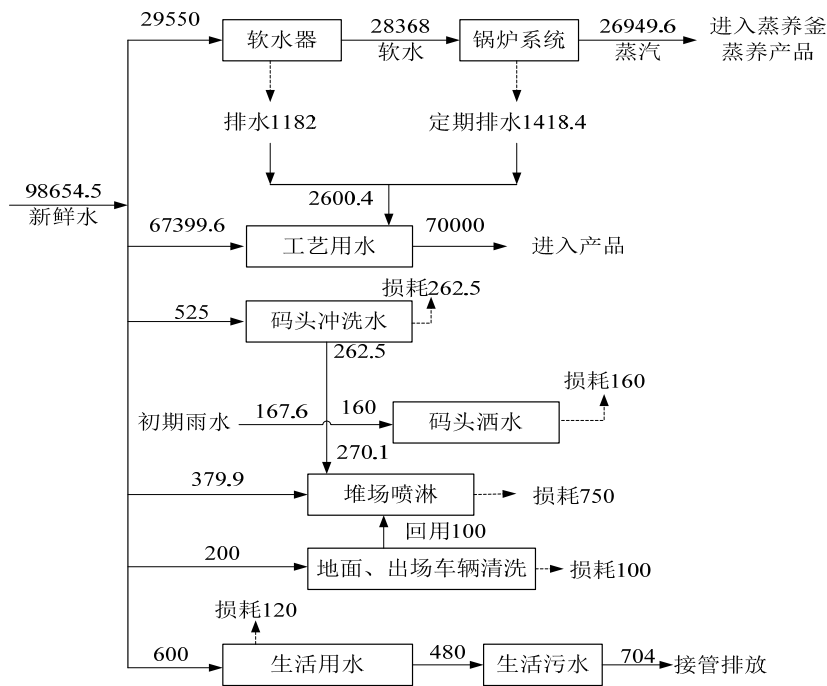 29550
软水器
28368
软水
锅炉系统
26949.6
蒸汽
进入蒸养釜
蒸养产品
排水1182
定期排水1418.4
98654.5
新鲜水
2600.4
67399.6
工艺用水
70000
进入产品
损耗262.5
525
码头冲洗水
262.5
损耗160
初期雨水
167.6
160
码头洒水
270.1
379.9
堆场喷淋
损耗750
回用100
200
地面、出场车辆清洗
损耗100
损耗120
600
生活用水
480
生活污水
704
接管排放